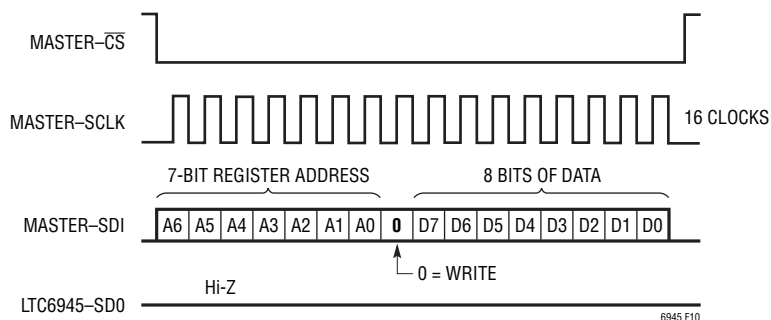 MASTER–CS
MASTER–SCLK
16 CLOCKS
7-BIT REGISTER ADDRESS
8 BITS OF DATA
MASTER–SDI
A6 A5 A4 A3 A2 A1 A0 0 D7 D6 D5 D4 D3 D2 D1 D0
0 = WRITE
Hi-Z
LTC6945–SD0
6945 F10